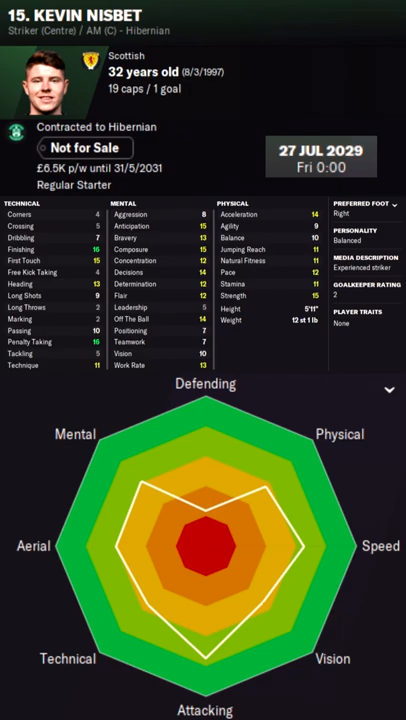 15. KEVIN NISBET
Striker (Centre) / AM (C) - Hibernian
Scottish
32 years old (8/3/1997)
19 caps / 1 goal
Contracted to Hibernian
Not for Sale
£6.5K p/w until 31/5/2031
Regular Starter
27 JUL 2029
Fri 0:00
TECHNICAL
Corners 4
Crossing 5
Dribbling 7
Finishing 16
First Touch 15
Free Kick Taking 4
Heading 13
Long Shots 9
Long Throws 2
Marking 2
Passing 10
Penalty Taking 16
Tackling 5
Technique 11
MENTAL
Aggression 8
Anticipation 15
Bravery 13
Composure 15
Concentration 12
Decisions 14
Determination 12
Flair 12
Leadership 5
Off The Ball 14
Positioning 7
Teamwork 7
Vision 10
Work Rate 13
PHYSICAL
Acceleration 14
Agility 9
Balance 10
Jumping Reach 11
Natural Fitness 11
Pace 12
Stamina 11
Strength 15
Height 5'11"
Weight 12 st 1 lb
PREFERRED FOOT
Right
PERSONALITY
Balanced
MEDIA DESCRIPTION
Experienced striker
GOALKEEPER RATING
2
PLAYER TRAITS
None
Defending
Mental
Physical
Aerial
Speed
Technical
Vision
Attacking